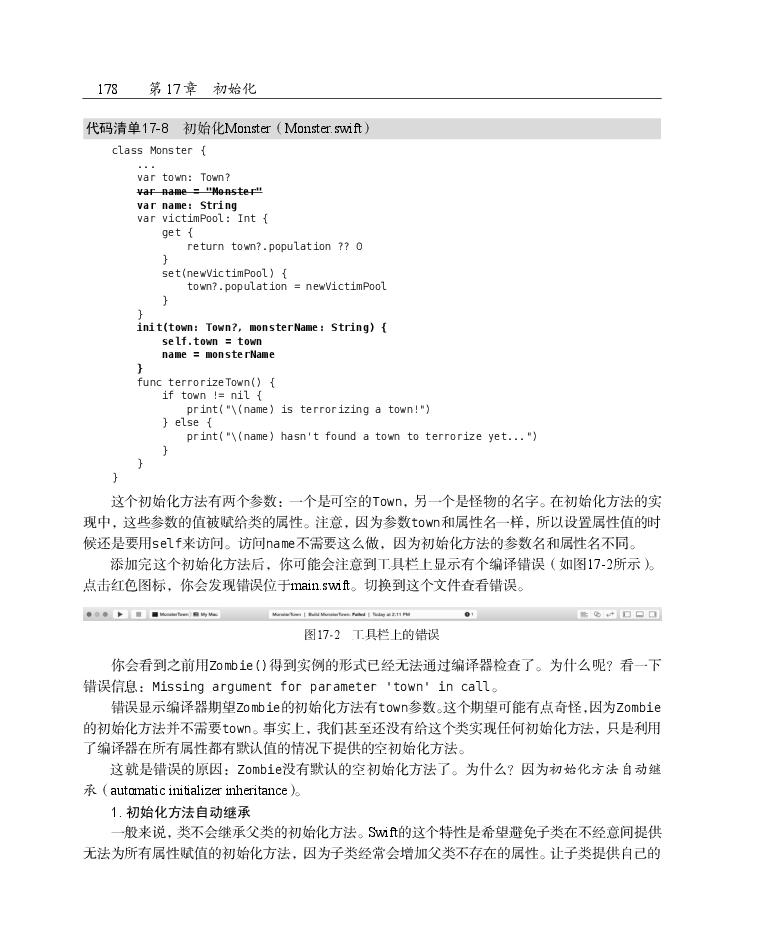 178 第 17 章 初始化
代码清单17-8 初始化Monster（Monster.swift）
class Monster {
...
var town: Town?
var name = "Monster"
var name: String
var victimPool: Int {
get {
return town?.population ?? 0
}
set(newVictimPool) {
town?.population = newVictimPool
}
}
init(town: Town?, monsterName: String) {
self.town = town
name = monsterName
}
func terrorizeTown() {
if town != nil {
print("\(name) is terrorizing a town!")
} else {
print("\(name) hasn't found a town to terrorize yet...")
}
}
}
这个初始化方法有两个参数：一个是可空的Town，另一个是怪物的名字。在初始化方法的实
现中，这些参数的值被赋给类的属性。注意，因为参数town和属性名一样，所以设置属性值的时
候还是要用self来访问。访问name不需要这么做，因为初始化方法的参数名和属性名不同。
添加完这个初始化方法后，你可能会注意到工具栏上显示有个编译错误（如图17-2所示）。
点击红色图标，你会发现错误位于main.swift。切换到这个文件查看错误。
MonsterTown My Mac MonsterTown | Build MonsterTown: Failed | Today at 2:11 PM 1
图17-2 工具栏上的错误
你会看到之前用Zombie()得到实例的形式已经无法通过编译器检查了。为什么呢？看一下
错误信息：Missing argument for parameter 'town' in call。
错误显示编译器期望Zombie的初始化方法有town参数。这个期望可能有点奇怪，因为Zombie
的初始化方法并不需要town。事实上，我们甚至还没有给这个类实现任何初始化方法，只是利用
了编译器在所有属性都有默认值的情况下提供的空初始化方法。
这就是错误的原因：Zombie没有默认的空初始化方法了。为什么？因为初始化方法自动继
承（automatic initializer inheritance）。
1. 初始化方法自动继承
一般来说，类不会继承父类的初始化方法。Swift的这个特性是希望避免子类在不经意间提供
无法为所有属性赋值的初始化方法，因为子类经常会增加父类不存在的属性。让子类提供自己的